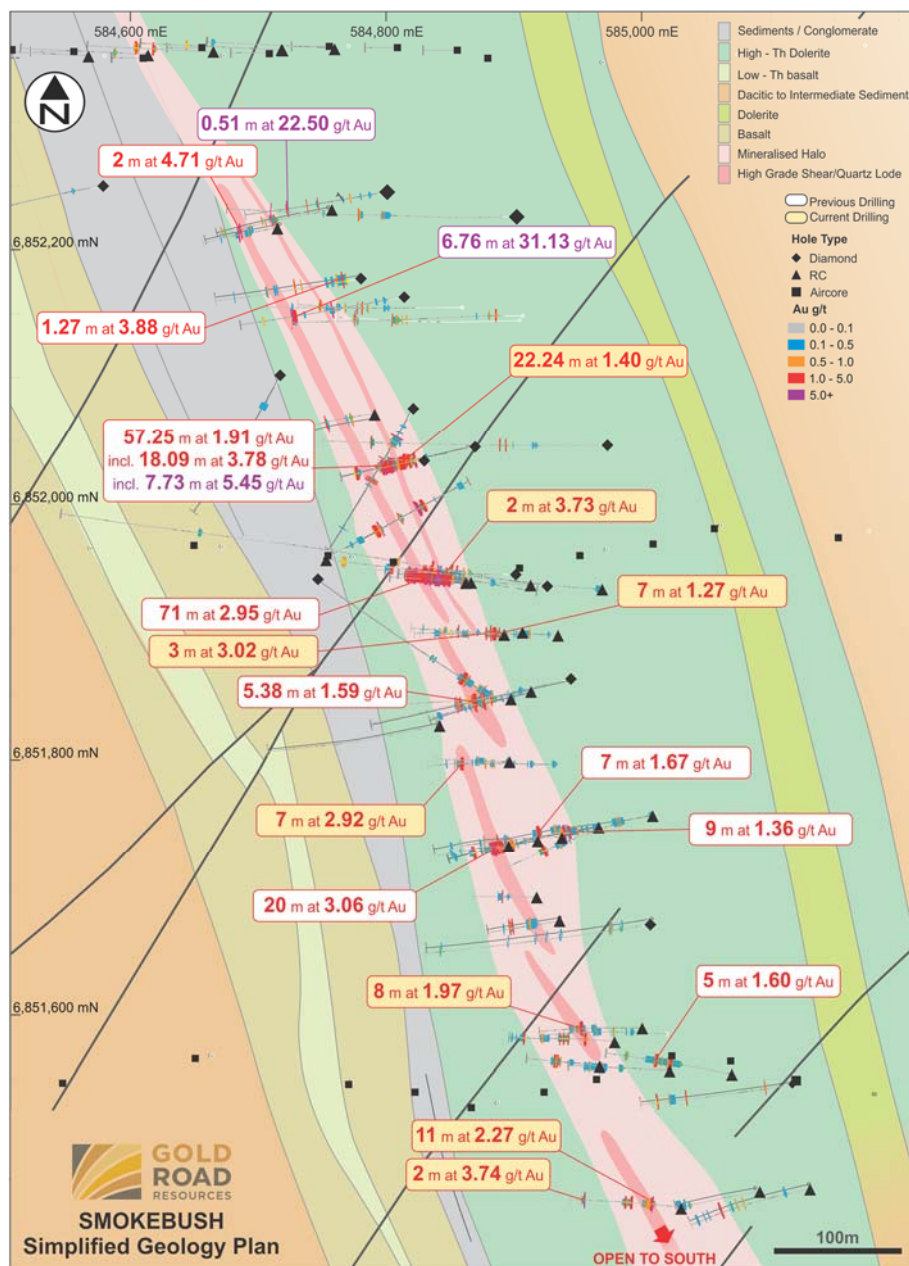 584,600 mE
584,800 mE
585,000 mE
Sediments / Conglomerate
High - Th Dolerite
Low - Th basalt
Dacitic to Intermediate Sediment
Dolerite
Basalt
Mineralised Halo
High Grade Shear/Quartz Lode
Previous Drilling
Current Drilling
Hole Type
Diamond
RC
Aircore
Au g/t
0.0 - 0.1
0.1 - 0.5
0.5 - 1.0
1.0 - 5.0
5.0+
N
0.51 m at 22.50 g/t Au
2 m at 4.71 g/t Au
6,852,200 mN
6.76 m at 31.13 g/t Au
1.27 m at 3.88 g/t Au
22.24 m at 1.40 g/t Au
57.25 m at 1.91 g/t Au
incl. 18.09 m at 3.78 g/t Au
incl. 7.73 m at 5.45 g/t Au
6,852,000 mN
2 m at 3.73 g/t Au
71 m at 2.95 g/t Au
7 m at 1.27 g/t Au
3 m at 3.02 g/t Au
5.38 m at 1.59 g/t Au
6,851,800 mN
7 m at 1.67 g/t Au
7 m at 2.92 g/t Au
9 m at 1.36 g/t Au
20 m at 3.06 g/t Au
8 m at 1.97 g/t Au
5 m at 1.60 g/t Au
6,851,600 mN
11 m at 2.27 g/t Au
2 m at 3.74 g/t Au
GOLD
ROAD
RESOURCES
SMOKEBUSH
Simplified Geology Plan
OPEN TO SOUTH
100m